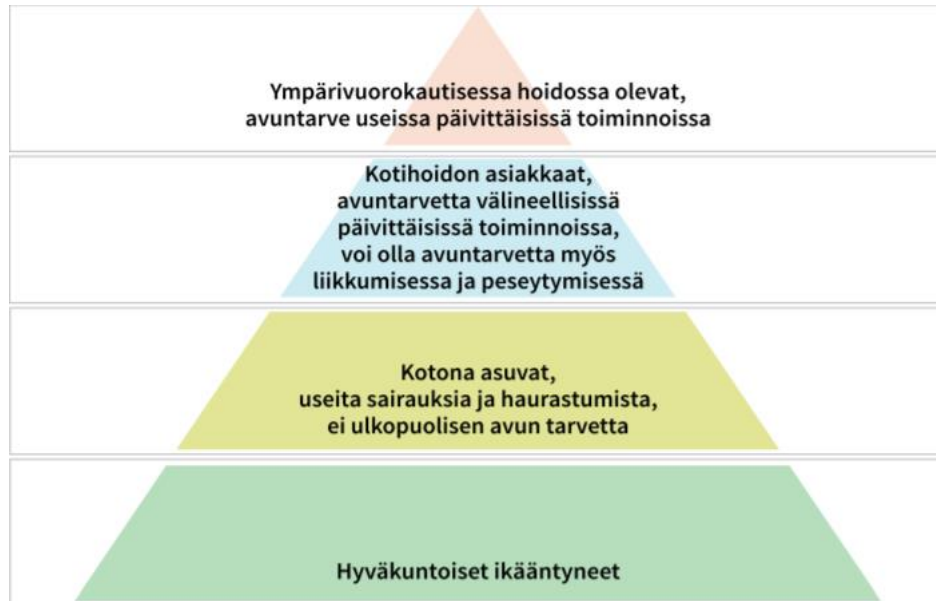 Ympärivuorokautisessa hoidossa olevat,
avuntarve useissa päivittäisissä toiminnoissa
Kotihoidon asiakkaat,
avuntarvetta välineellisissä
päivittäisissä toiminnoissa,
voi olla avuntarvetta myös
liikkumisessa ja peseytymisessä
Kotona asuvat,
useita sairauksia ja haurastumista,
ei ulkopuolisen avun tarvetta
Hyväkuntoiset ikääntyneet